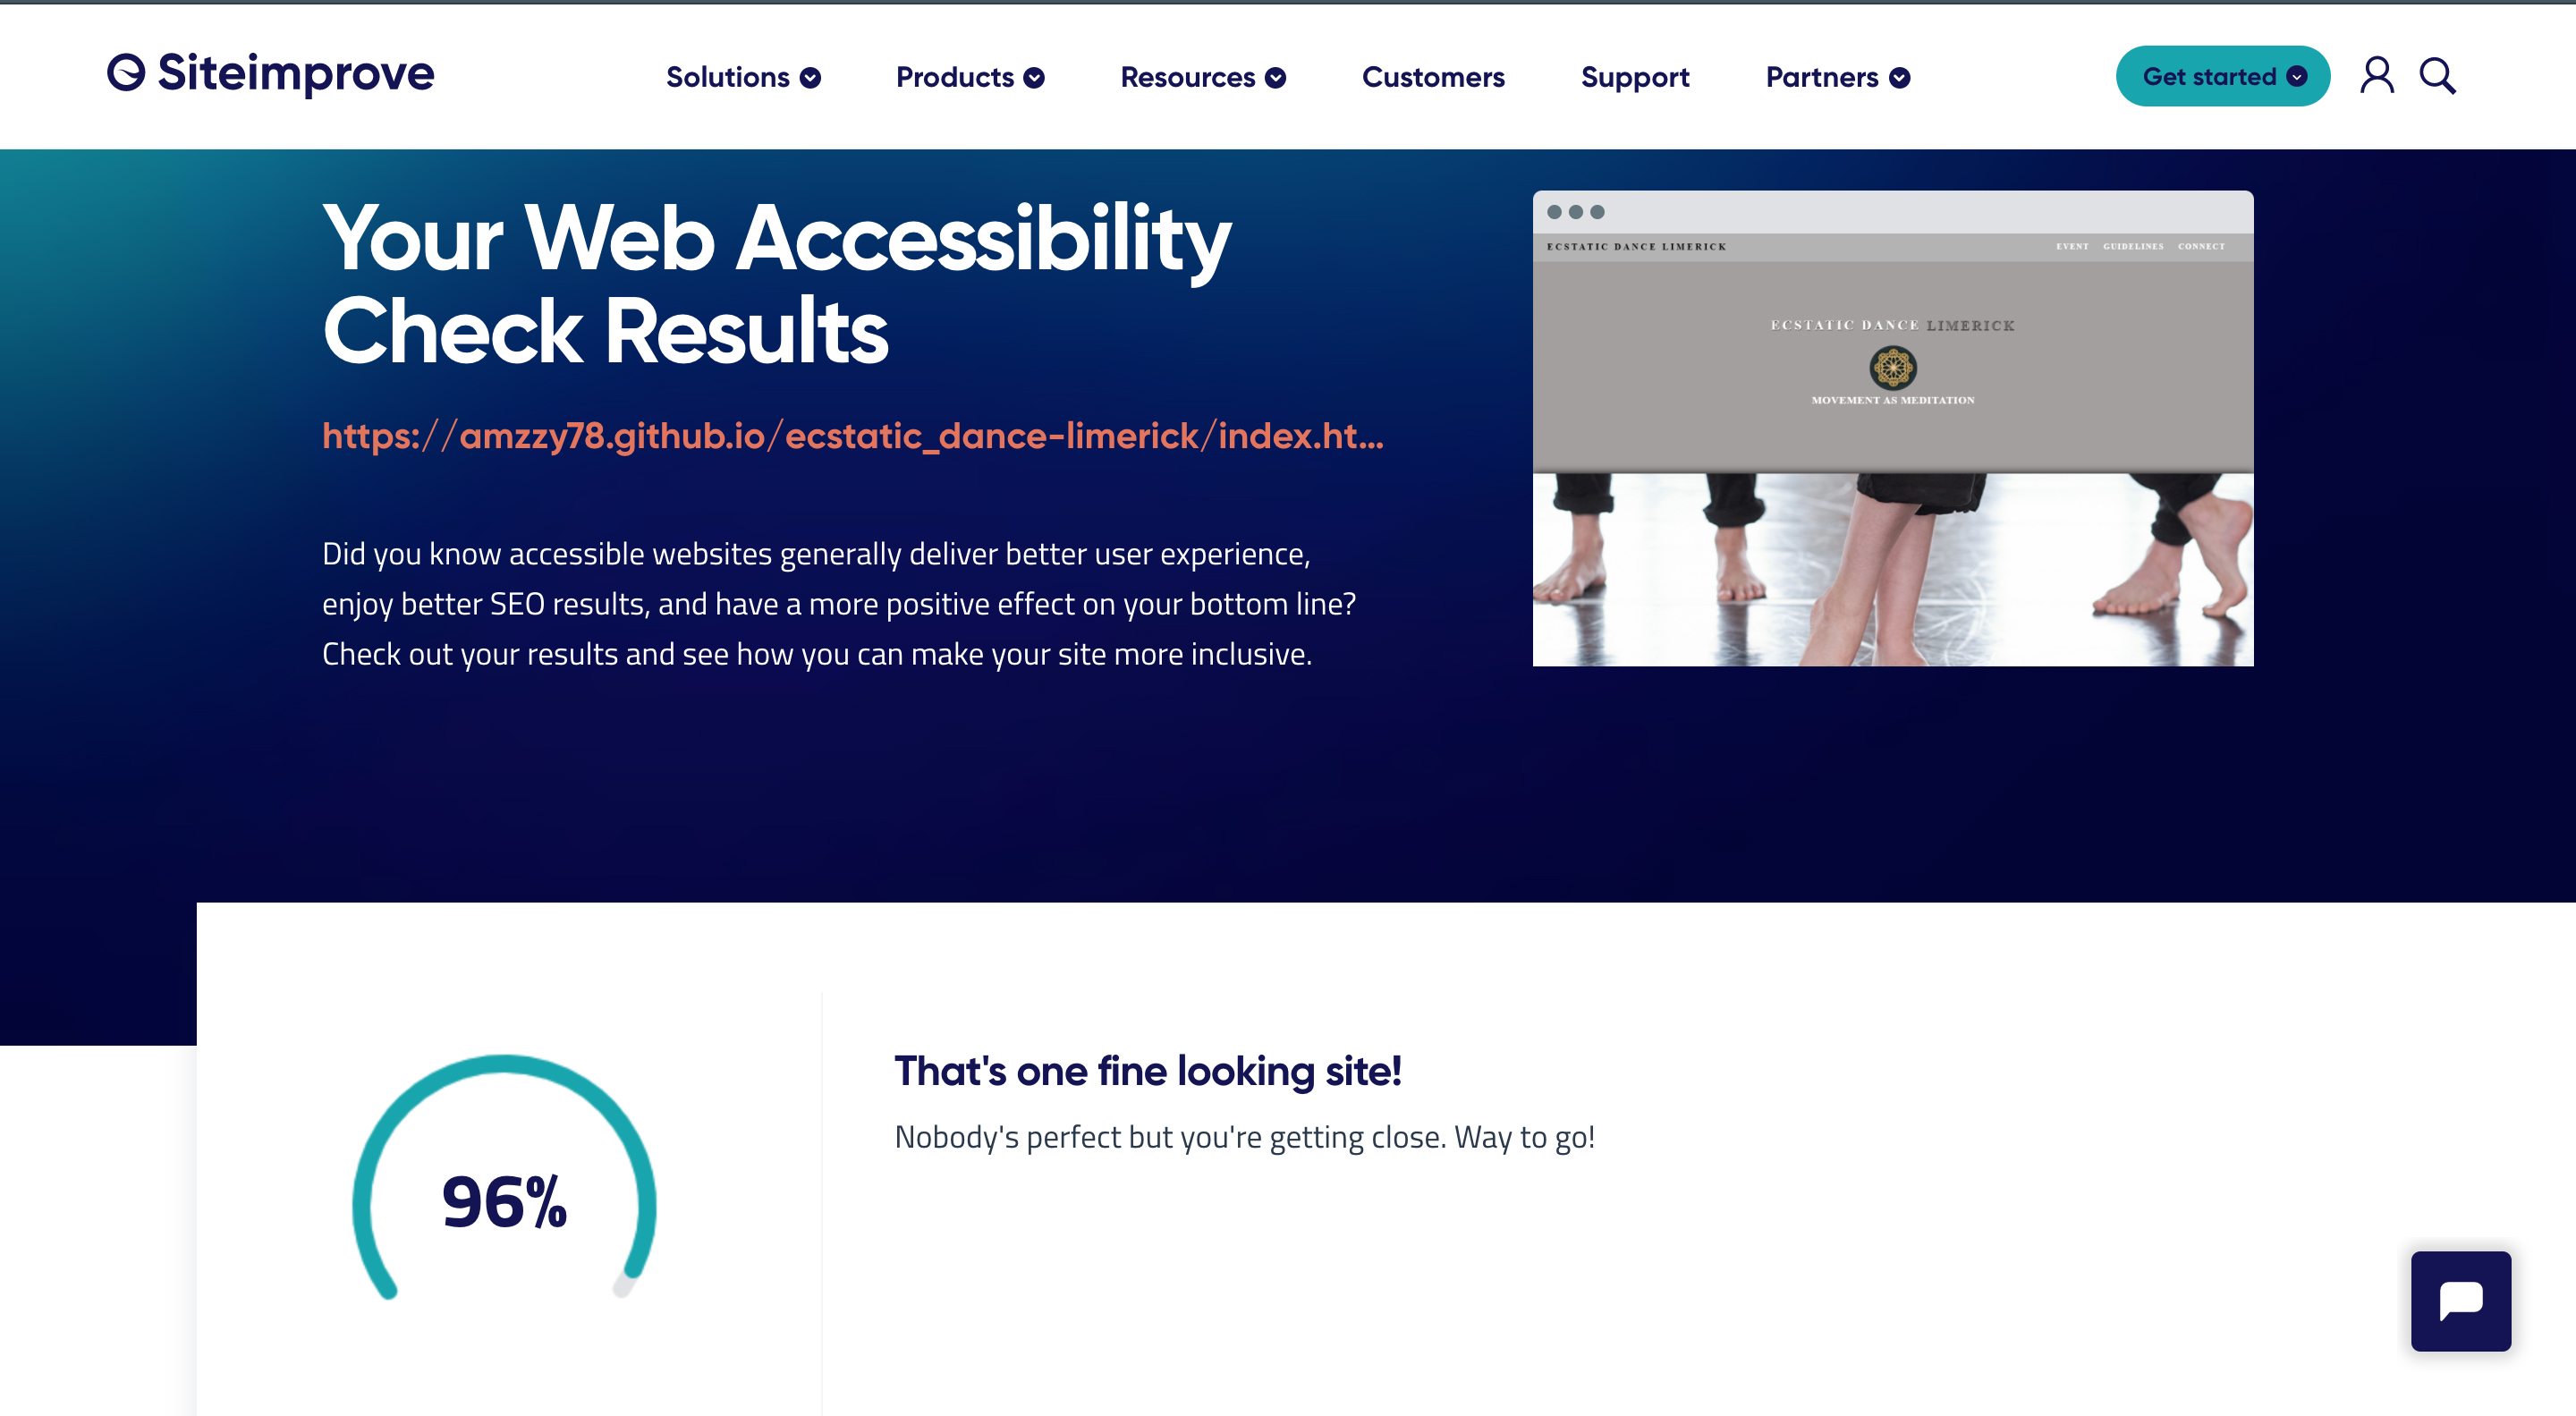 Siteimprove
Solutions
Products
Resources
Customers
Support
Partners
Get started
Your Web Accessibility
Check Results
https://amzzy78.github.io/ecstatic_dance-limerick/index.ht...
Did you know accessible websites generally deliver better user experience,
enjoy better SEO results, and have a more positive effect on your bottom line?
Check out your results and see how you can make your site more inclusive.
ECSTATIC DANCE LIMERICK
EVENT GUIDELINES CONNECT
ECSTATIC DANCE LIMERICK
MOVEMENT AS MEDITATION
96%
That's one fine looking site!
Nobody's perfect but you're getting close. Way to go!